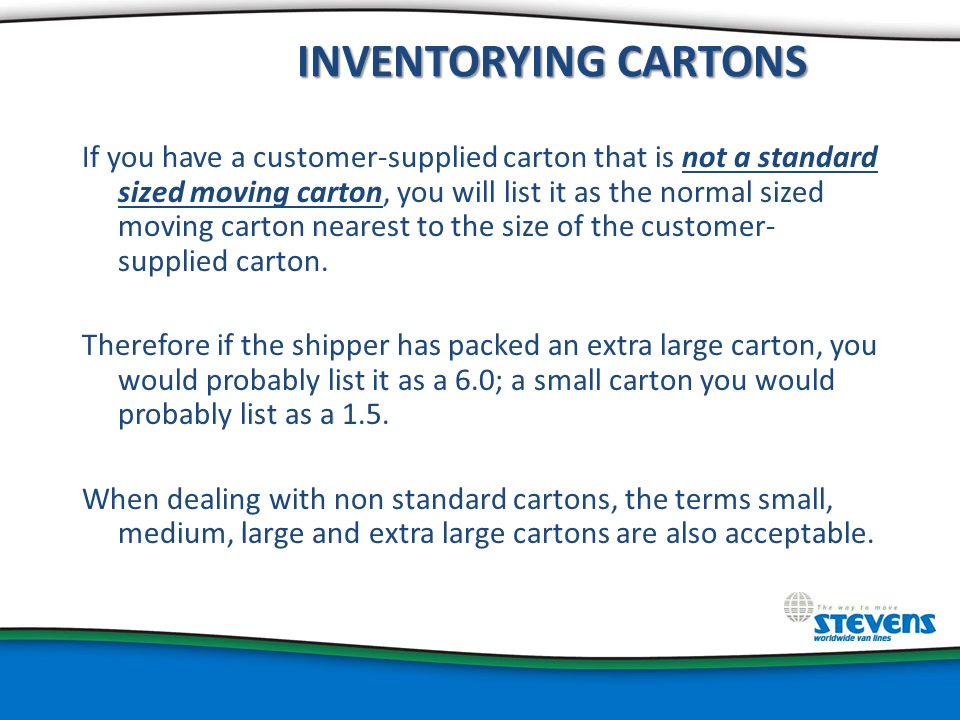 INVENTORYING CARTONS
If you have a customer-supplied carton that is not a standard
sized moving carton, you will list it as the normal sized
moving carton nearest to the size of the customer-
supplied carton.
Therefore if the shipper has packed an extra large carton, you
would probably list it as a 6.0; a small carton you would
probably list as a 1.5.
When dealing with non standard cartons, the terms small,
medium, large and extra large cartons are also acceptable.
The way to move
STEVENS
worldwide van lines